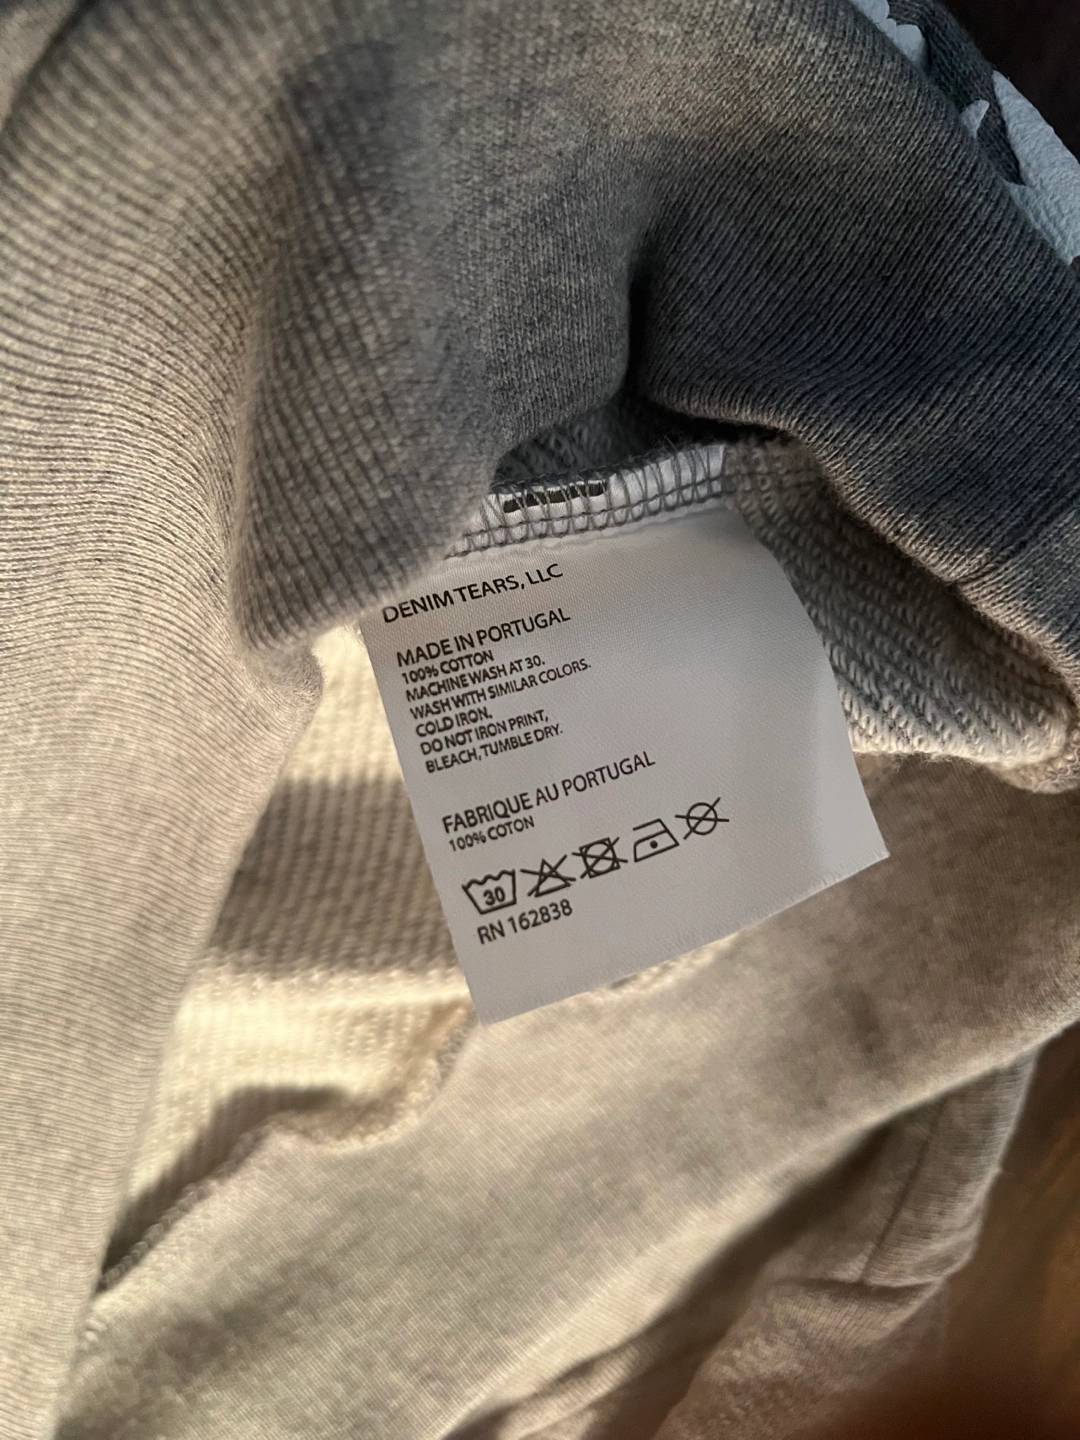 DENIM TEARS, LLC
MADE IN PORTUGAL
100% COTTON
MACHINE WASH AT 30.
WASH WITH SIMILAR COLORS.
COLD IRON.
DO NOT IRON PRINT,
BLEACH, TUMBLE DRY.
FABRIQUE AU PORTUGAL
100% COTON
30
RN 162838